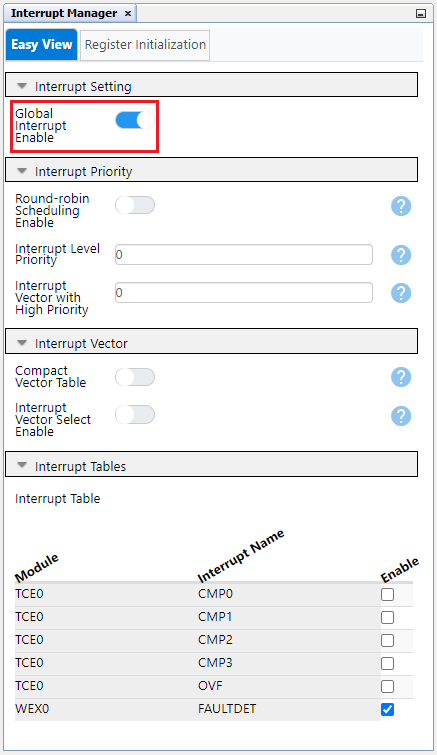 Interrupt Manager ×
Easy View
Register Initialization
Interrupt Setting
Global
Interrupt
Enable
Interrupt Priority
Round-robin
Scheduling
Enable
?
Interrupt Level
Priority
0
?
Interrupt
Vector with
High Priority
0
?
Interrupt Vector
Compact
Vector Table
?
Interrupt
Vector Select
Enable
?
Interrupt Tables
Interrupt Table
Module Interrupt Name Enable
TCE0 CMP0
TCE0 CMP1
TCE0 CMP2
TCE0 CMP3
TCE0 OVF
WEX0 FAULTDET